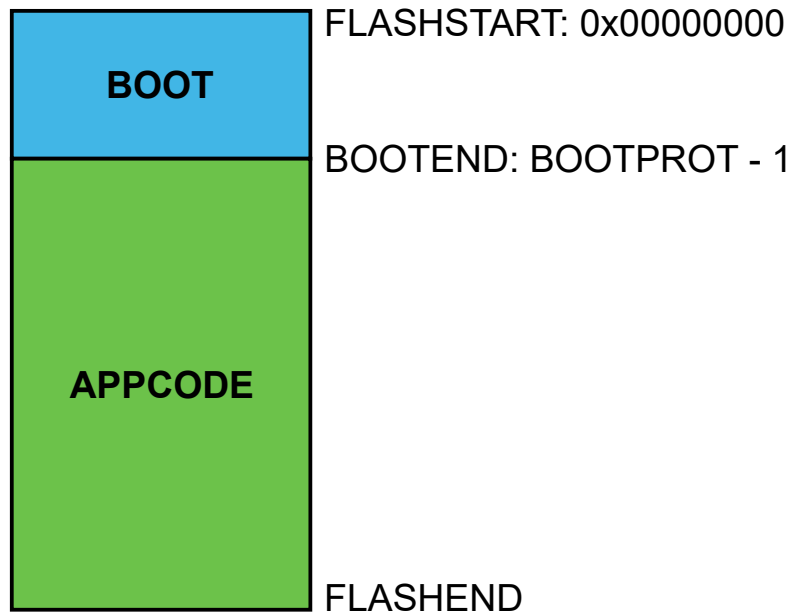 FLASHSTART: 0x00000000
BOOT
BOOTEND: BOOTPROT - 1
APPCODE
FLASHEND